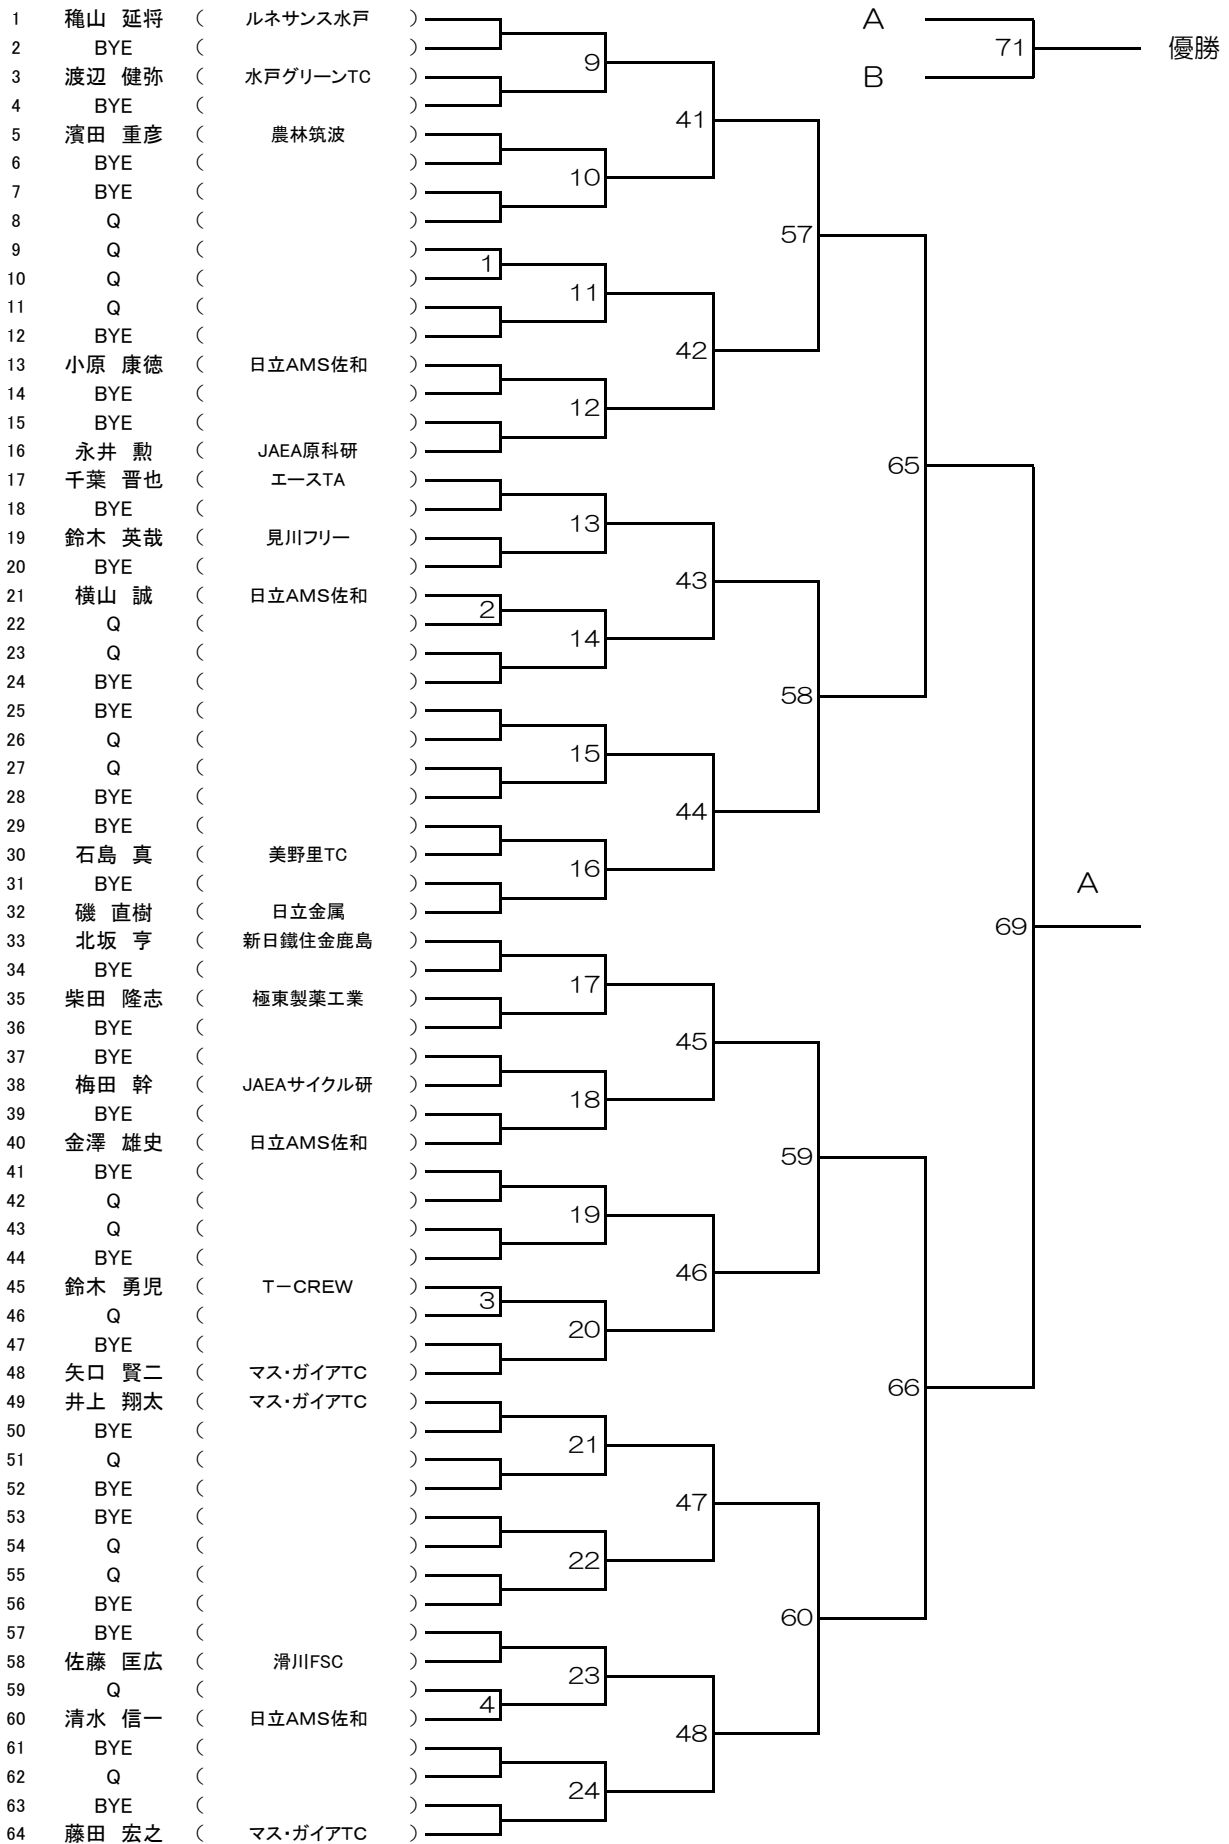 1 穐山 延将 ( ルネサンス水戸 )
2 BYE ( )
3 渡辺 健弥 ( 水戸グリーンTC )
4 BYE ( )
5 濱田 重彦 ( 農林筑波 )
6 BYE ( )
7 BYE ( )
8 Q ( )
9 Q ( )
10 Q ( )
11 Q ( )
12 BYE ( )
13 小原 康徳 ( 日立AMS佐和 )
14 BYE ( )
15 BYE ( )
16 永井 勲 ( JAEA原科研 )
17 千葉 晋也 ( エースTA )
18 BYE ( )
19 鈴木 英哉 ( 見川フリー )
20 BYE ( )
21 横山 誠 ( 日立AMS佐和 )
22 Q ( )
23 Q ( )
24 BYE ( )
25 BYE ( )
26 Q ( )
27 Q ( )
28 BYE ( )
29 BYE ( )
30 石島 真 ( 美野里TC )
31 BYE ( )
32 磯 直樹 ( 日立金属 )
33 北坂 亨 ( 新日鐵住金鹿島 )
34 BYE ( )
35 柴田 隆志 ( 極東製薬工業 )
36 BYE ( )
37 BYE ( )
38 梅田 幹 ( JAEAサイクル研 )
39 BYE ( )
40 金澤 雄史 ( 日立AMS佐和 )
41 BYE ( )
42 Q ( )
43 Q ( )
44 BYE ( )
45 鈴木 勇児 ( T－CREW )
46 Q ( )
47 BYE ( )
48 矢口 賢二 ( マス・ガイアTC )
49 井上 翔太 ( マス・ガイアTC )
50 BYE ( )
51 Q ( )
52 BYE ( )
53 BYE ( )
54 Q ( )
55 Q ( )
56 BYE ( )
57 BYE ( )
58 佐藤 匡広 ( 滑川FSC )
59 Q ( )
60 清水 信一 ( 日立AMS佐和 )
61 BYE ( )
62 Q ( )
63 BYE ( )
64 藤田 宏之 ( マス・ガイアTC )
1
2
3
4
9
10
11
12
13
14
15
16
17
18
19
20
21
22
23
24
41
42
43
44
45
46
47
48
57
58
59
60
65
66
69
A
A
71
優勝
B